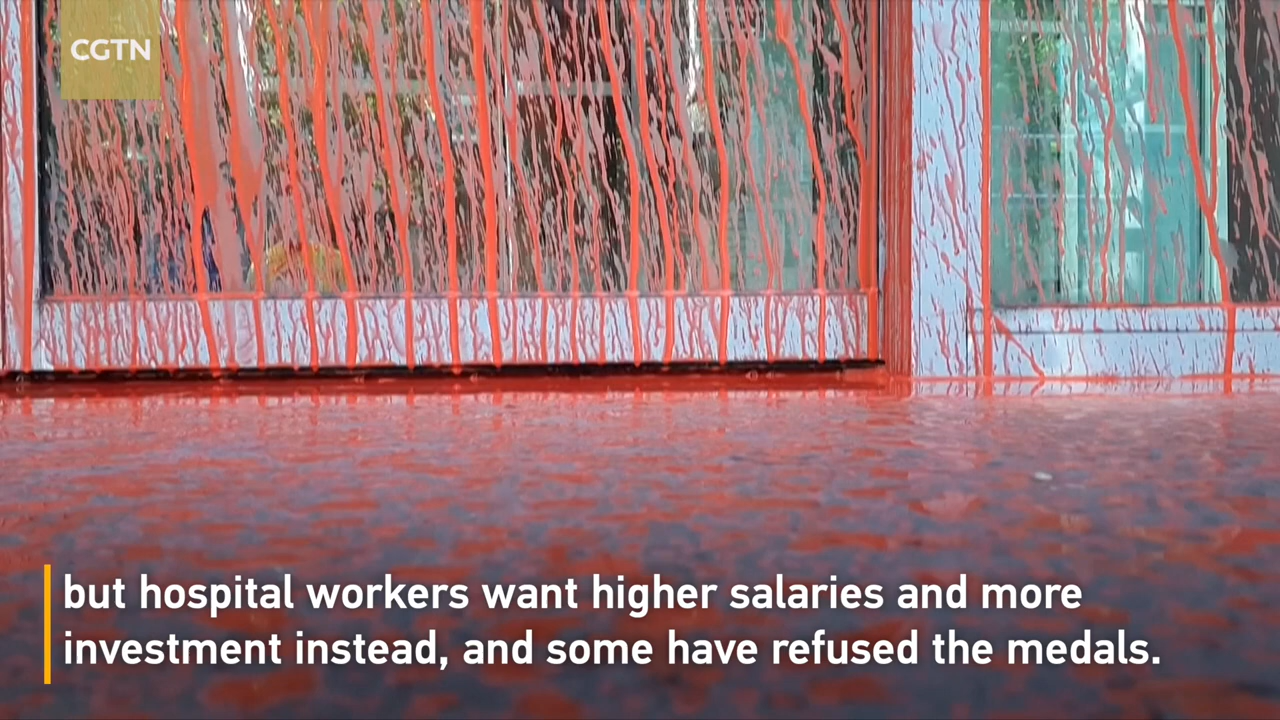 CGTN
but hospital workers want higher salaries and more
investment instead, and some have refused the medals.